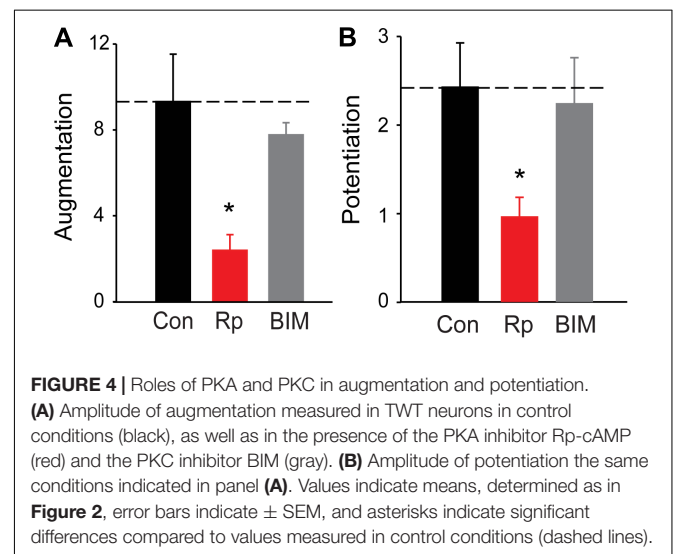 A
B
12
8
4
0
Augmentation
*
Con Rp BIM
3
2
1
0
Potentiation
*
Con Rp BIM
FIGURE 4 | Roles of PKA and PKC in augmentation and potentiation.
(A) Amplitude of augmentation measured in TWT neurons in control
conditions (black), as well as in the presence of the PKA inhibitor Rp-cAMP
(red) and the PKC inhibitor BIM (gray). (B) Amplitude of potentiation the same
conditions indicated in panel (A). Values indicate means, determined as in
Figure 2, error bars indicate ± SEM, and asterisks indicate significant
differences compared to values measured in control conditions (dashed lines).